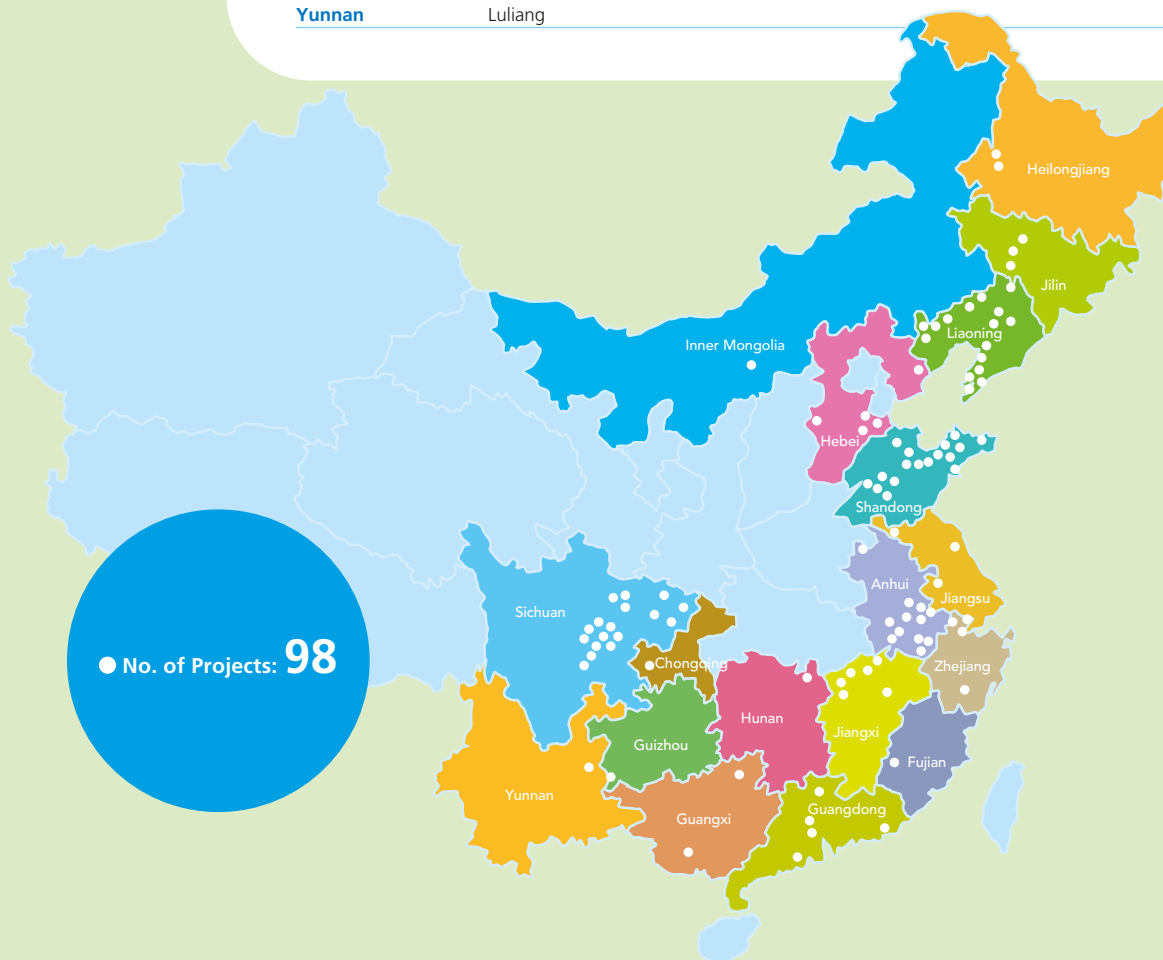 Yunnan Luliang
Heilongjiang
Jilin
Liaoning
Inner Mongolia
Hebei
Shandong
Anhui
Jiangsu
Sichuan
Chongqing
Zhejiang
No. of Projects: 98
Hunan
Jiangxi
Guizhou
Fujian
Yunnan
Guangdong
Guangxi